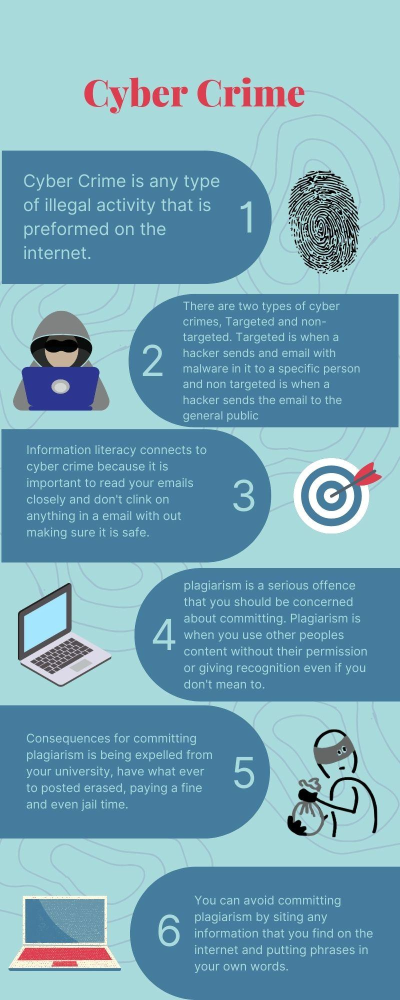 Cyber Crime
Cyber Crime is any type
of illegal activity that is
preformed on the
internet.
1
2
There are two types of cyber
crimes, Targeted and non-
targeted. Targeted is when a
hacker sends and email with
malware in it to a specific person
and non targeted is when a
hacker sends the email to the
general public
Information literacy connects to
cyber crime because it is
important to read your emails
closely and don't clink on
anything in a email with out
making sure it is safe.
3
4
plagiarism is a serious offence
that you should be concerned
about committing. Plagiarism is
when you use other peoples
content without their permission
or giving recognition even if you
don't mean to.
Consequences for committing
plagiarism is being expelled from
your university, have what ever
to posted erased, paying a fine
and even jail time.
5
6
You can avoid committing
plagiarism by siting any
information that you find on the
internet and putting phrases in
your own words.